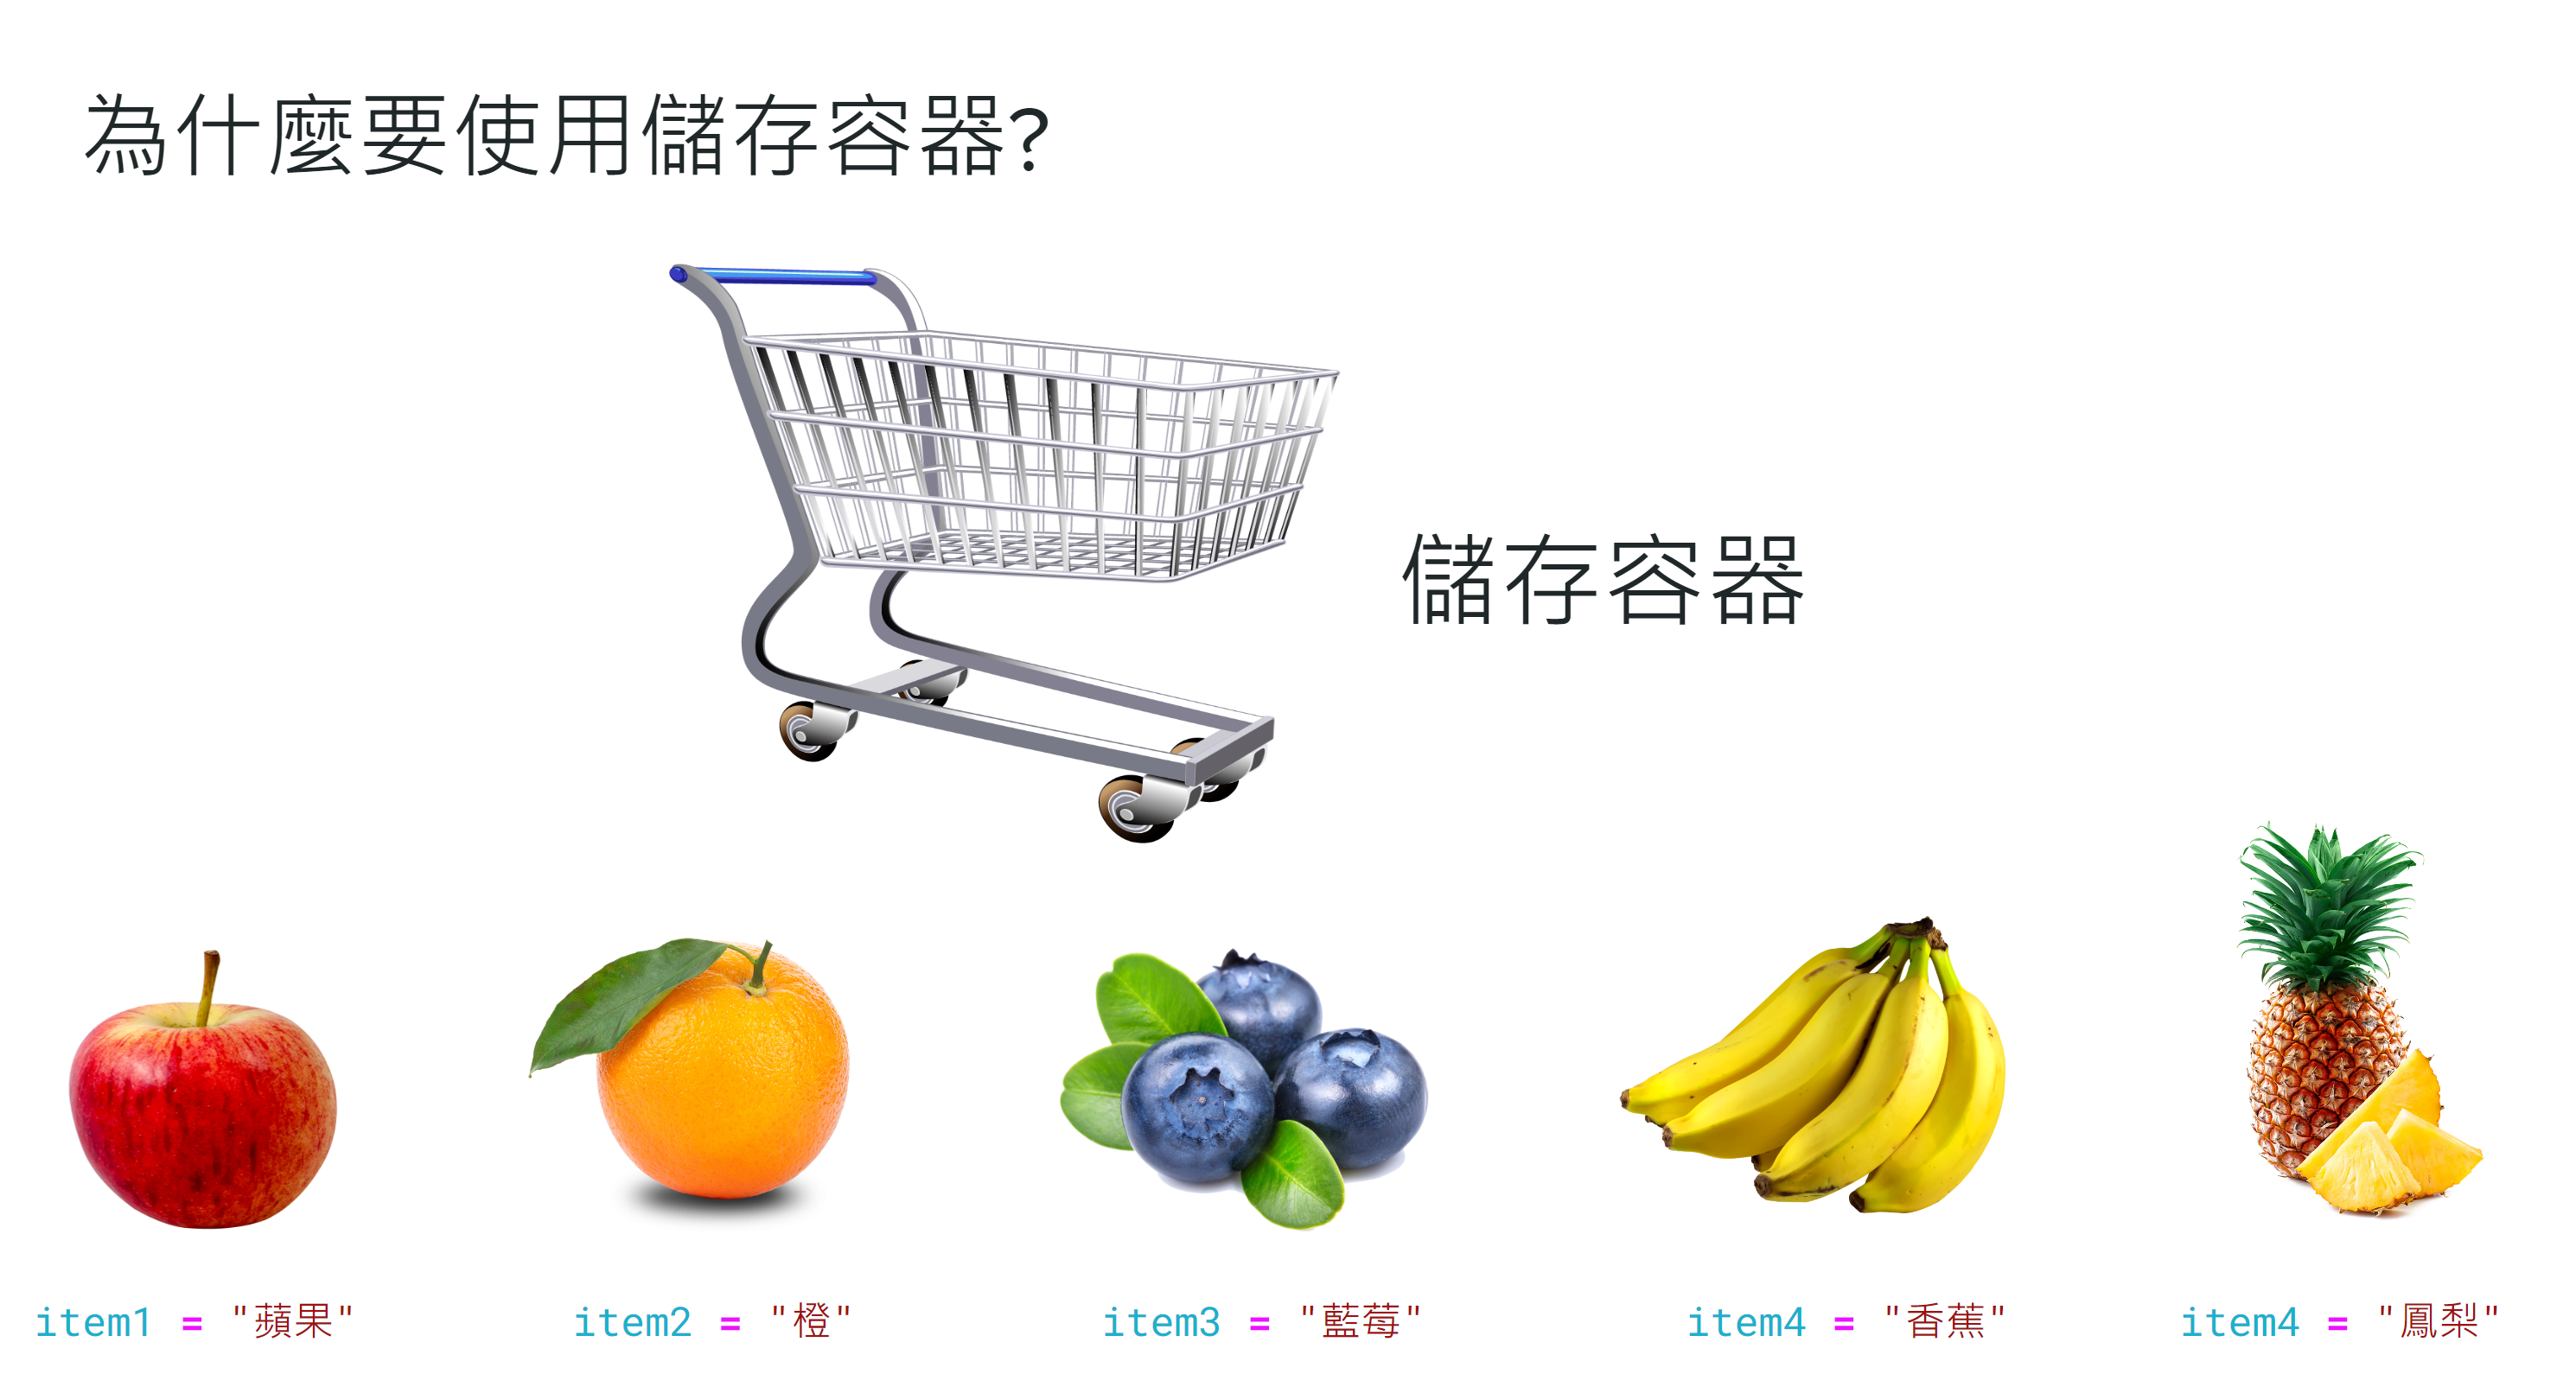 為什麼要使用儲存容器?
儲存容器
item1 = "蘋果"
item2 = "橙"
item3 = "藍莓"
item4 = "香蕉"
item4 = "鳳梨"